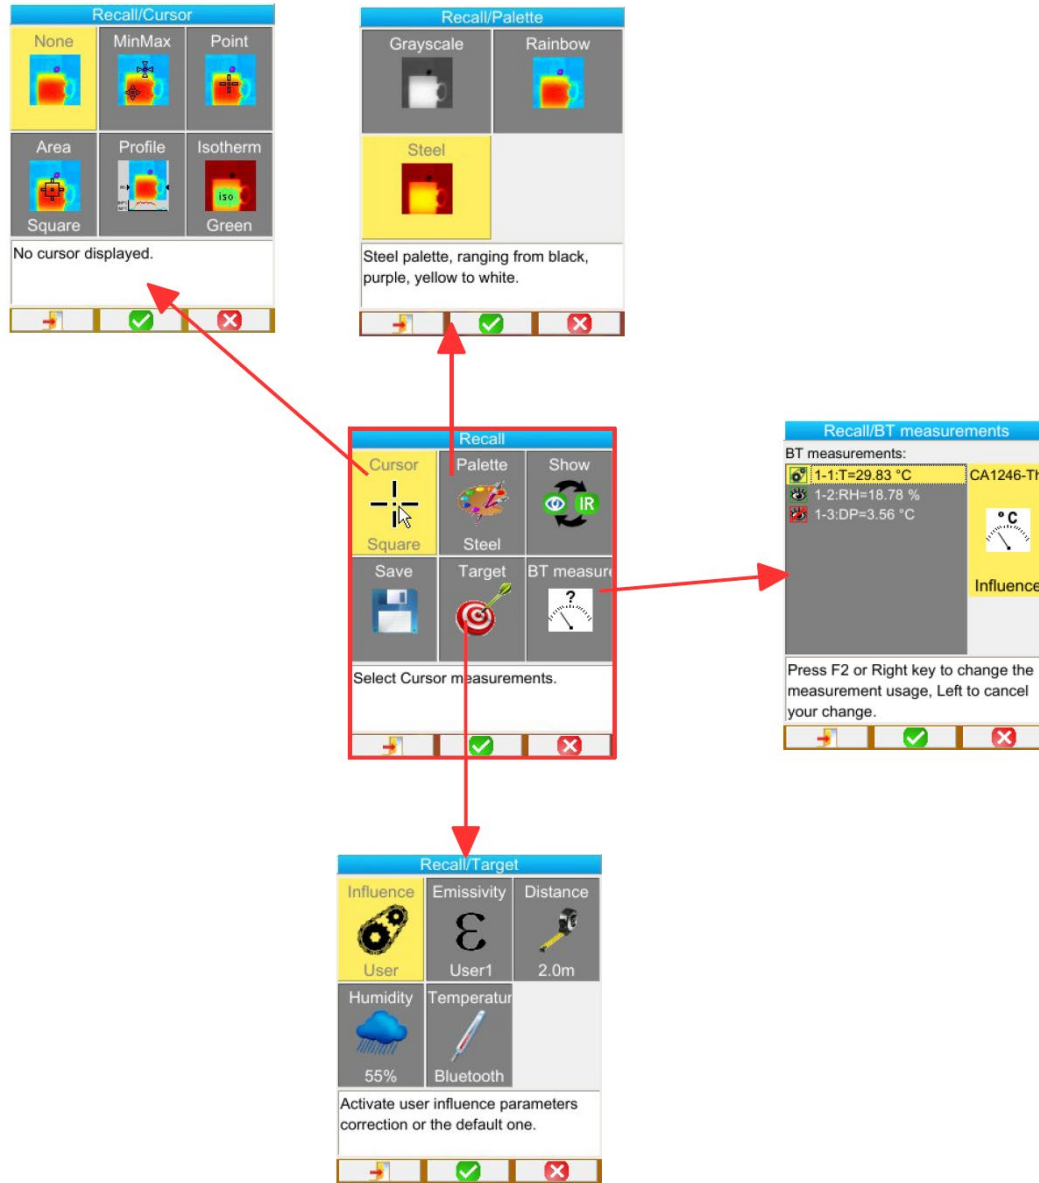 Recall/Cursor
None MinMax Point
Area Profile Isotherm
iso
Square Green
No cursor displayed.
Recall/Palette
Grayscale Rainbow
Steel
Steel palette, ranging from black,
purple, yellow to white.
Recall
Cursor Palette Show
IR
Square Steel
Save Target BT measure
?
Select Cursor measurements.
Recall/BT measurements
BT measurements:
1-1:T=29.83 °C CA1246-Th
1-2:RH=18.78 %
1-3:DP=3.56 °C
°C
Influence
Press F2 or Right key to change the
measurement usage, Left to cancel
your change.
Recall/Target
Influence Emissivity Distance
ε
User User1 2.0m
Humidity Temperatur
55% Bluetooth
Activate user influence parameters
correction or the default one.